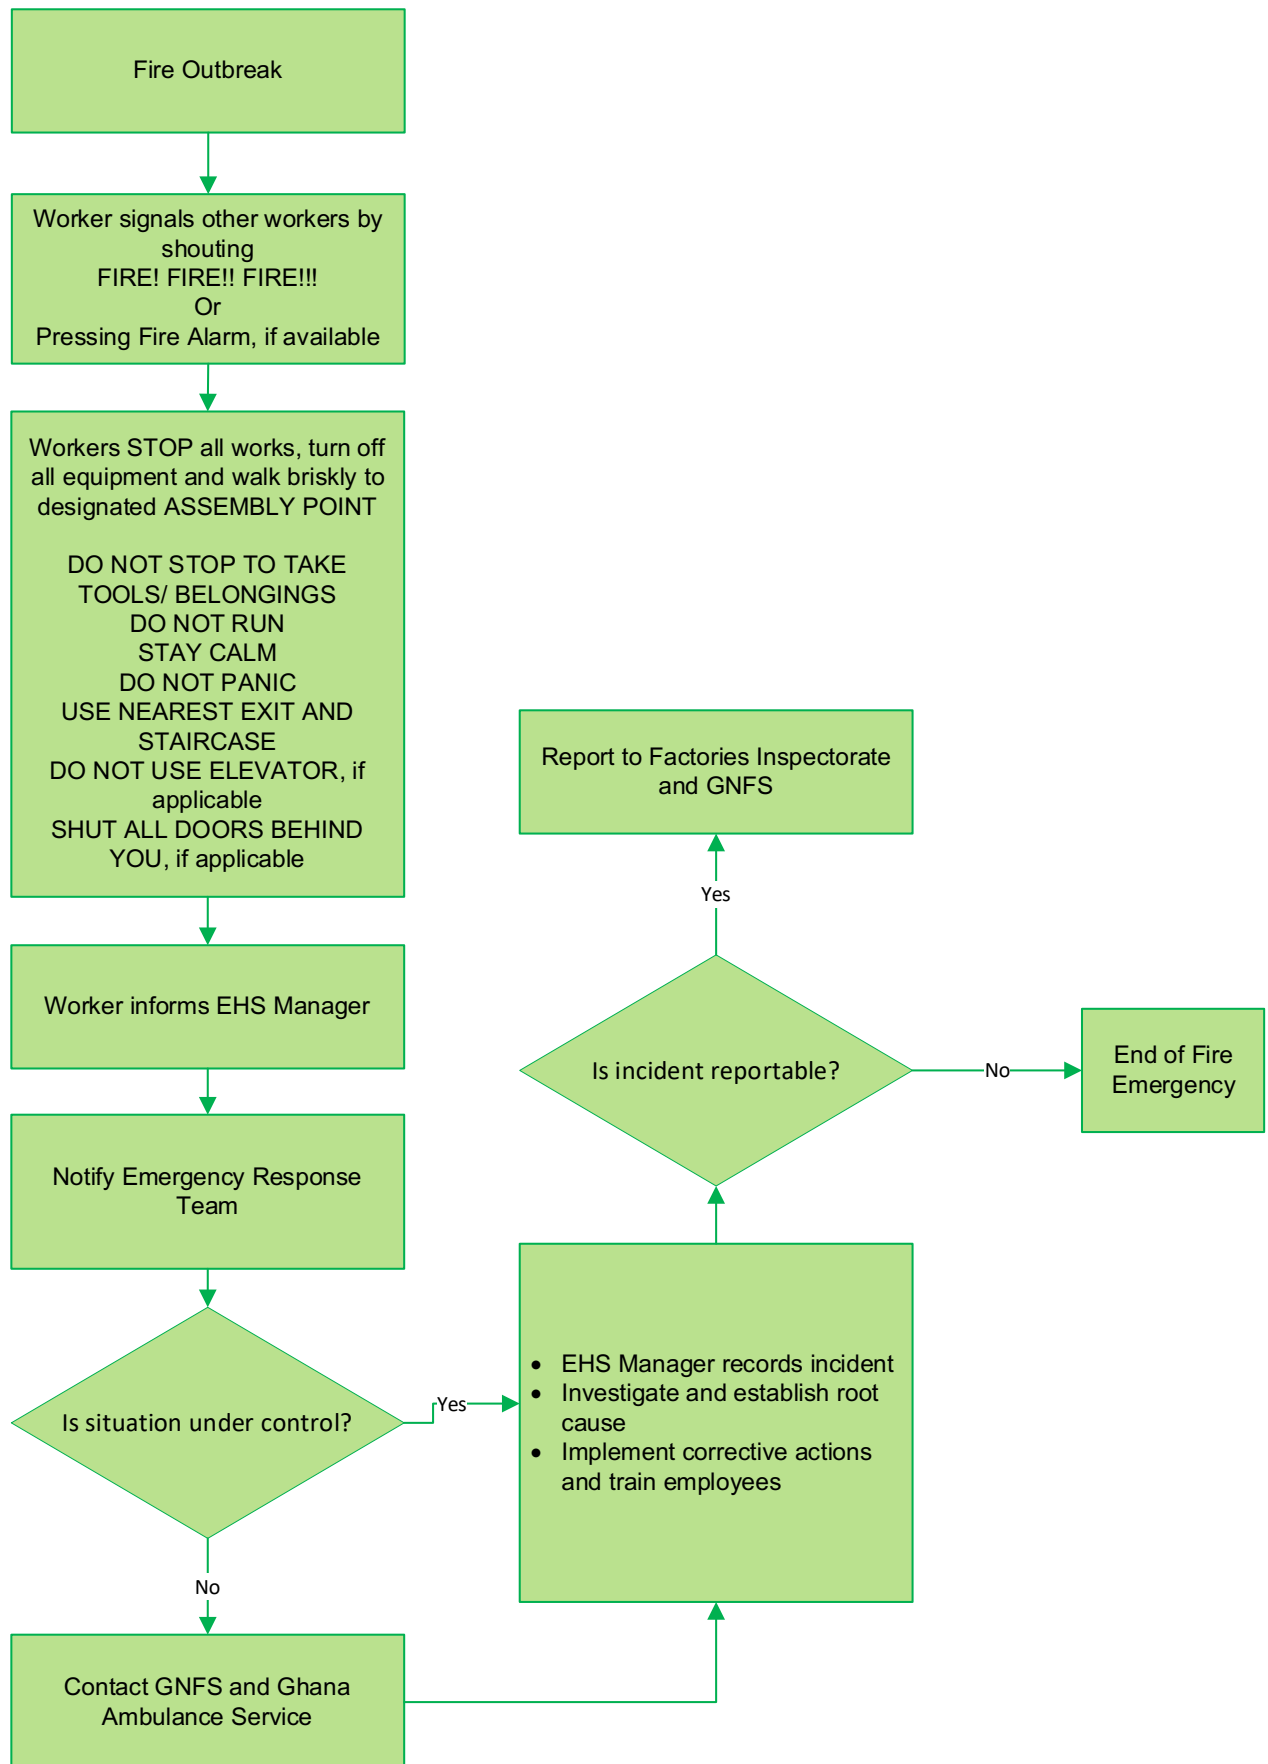 Fire Outbreak
Worker signals other workers by
shouting
FIRE! FIRE!! FIRE!!!
Or
Pressing Fire Alarm, if available
Workers STOP all works, turn off
all equipment and walk briskly to
designated ASSEMBLY POINT
DO NOT STOP TO TAKE
TOOLS/ BELONGINGS
DO NOT RUN
STAY CALM
DO NOT PANIC
USE NEAREST EXIT AND
STAIRCASE
DO NOT USE ELEVATOR, if
applicable
SHUT ALL DOORS BEHIND
YOU, if applicable
Worker informs EHS Manager
Notify Emergency Response
Team
Is situation under control?
Yes
No
Contact GNFS and Ghana
Ambulance Service
• EHS Manager records incident
• Investigate and establish root
cause
• Implement corrective actions
and train employees
Is incident reportable?
Yes
Report to Factories Inspectorate
and GNFS
No
End of Fire
Emergency